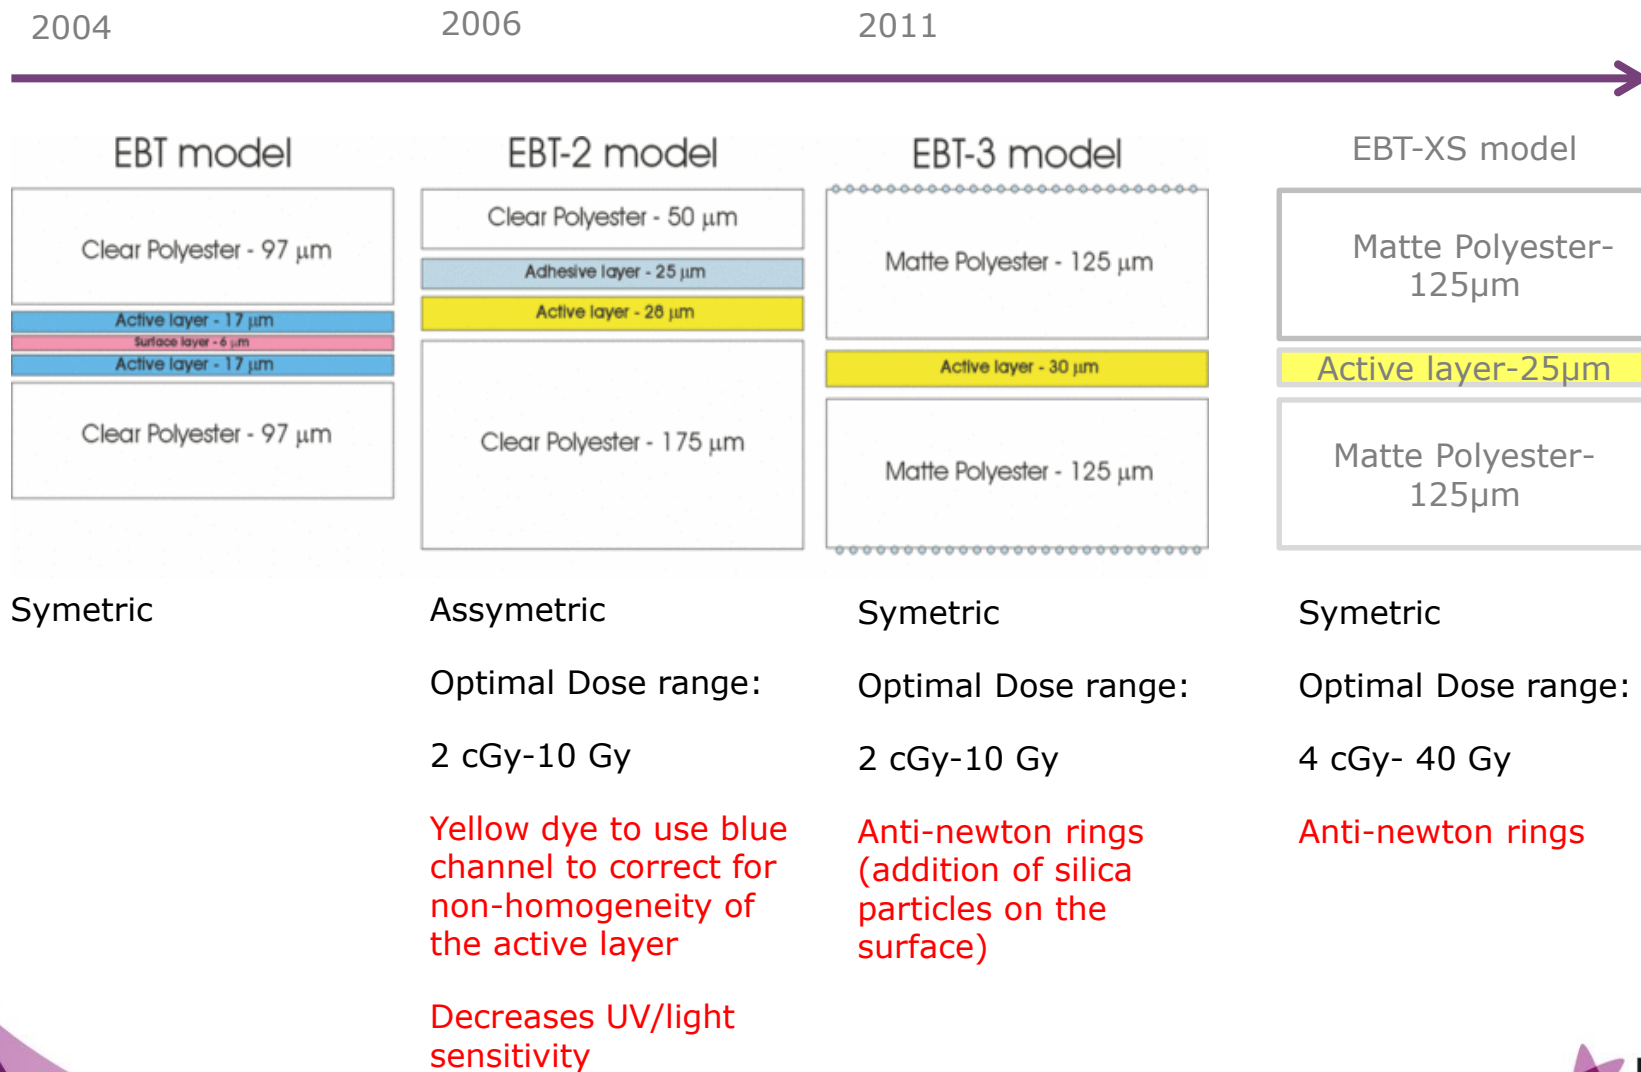 2004
2006
2011
EBT model
Clear Polyester - 97 μm
Active layer - 17 μm
Surface layer - 6 μm
Active layer - 17 μm
Clear Polyester - 97 μm
Symetric
EBT-2 model
Clear Polyester - 50 μm
Adhesive layer - 25 μm
Active layer - 28 μm
Clear Polyester - 175 μm
Assymetric
Optimal Dose range:
2 cGy-10 Gy
Yellow dye to use blue
channel to correct for
non-homogeneity of
the active layer
Decreases UV/light
sensitivity
EBT-3 model
Matte Polyester - 125 μm
Active layer - 30 μm
Matte Polyester - 125 μm
Symetric
Optimal Dose range:
2 cGy-10 Gy
Anti-newton rings
(addition of silica
particles on the
surface)
EBT-XS model
Matte Polyester-
125μm
Active layer-25μm
Matte Polyester-
125μm
Symetric
Optimal Dose range:
4 cGy- 40 Gy
Anti-newton rings